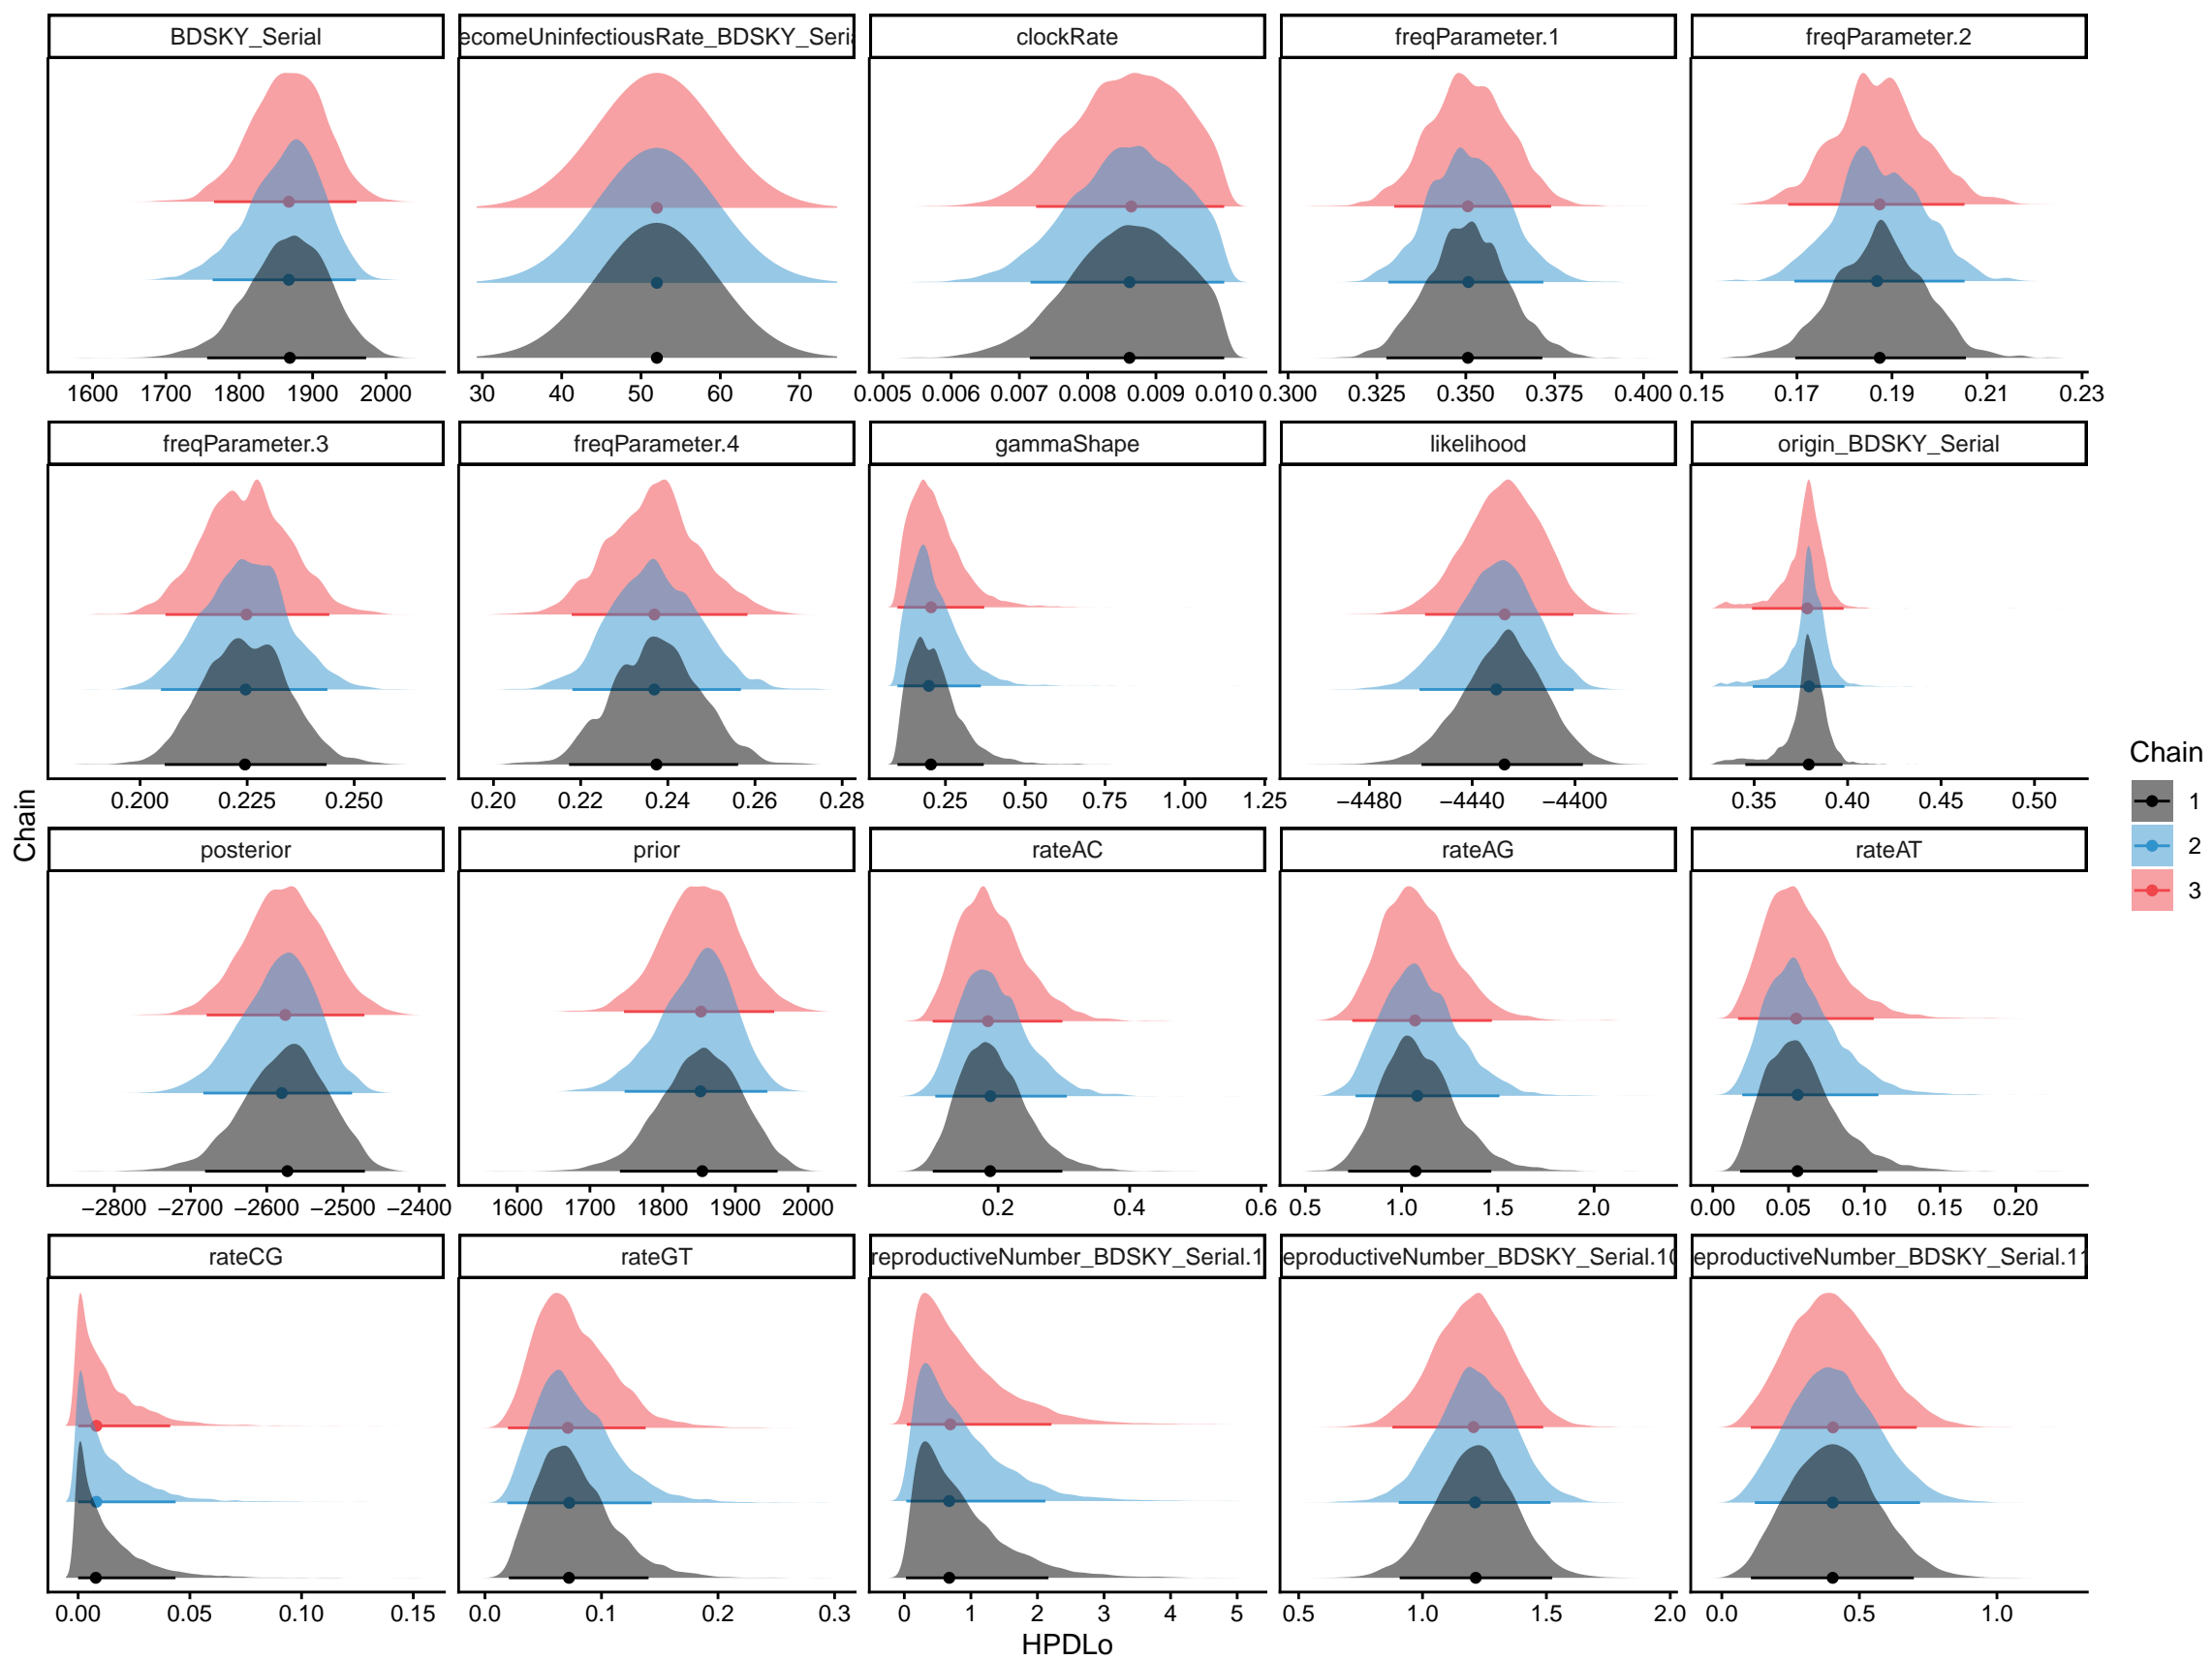 BDSKY_Serial
ecomeUninfectiousRate_BDSKY_Seria
clockRate
freqParameter.1
freqParameter.2
1600 1700 1800 1900 2000
30 40 50 60 70
0.005 0.006 0.007 0.008 0.009 0.010
0.300 0.325 0.350 0.375 0.400
0.15 0.17 0.19 0.21 0.23
freqParameter.3
freqParameter.4
gammaShape
likelihood
origin_BDSKY_Serial
0.200 0.225 0.250
0.20 0.22 0.24 0.26 0.28
0.25 0.50 0.75 1.00 1.25
−4480 −4440 −4400
0.35 0.40 0.45 0.50
posterior
prior
rateAC
rateAG
rateAT
−2800 −2700 −2600 −2500 −2400
1600 1700 1800 1900 2000
0.2 0.4 0.6
0.5 1.0 1.5 2.0
0.00 0.05 0.10 0.15 0.20
rateCG
rateGT
reproductiveNumber_BDSKY_Serial.1
eproductiveNumber_BDSKY_Serial.10
eproductiveNumber_BDSKY_Serial.11
0.00 0.05 0.10 0.15
0.0 0.1 0.2 0.3
0 1 2 3 4 5
0.5 1.0 1.5 2.0
0.0 0.5 1.0
HPDLo
Chain
Chain
1
2
3